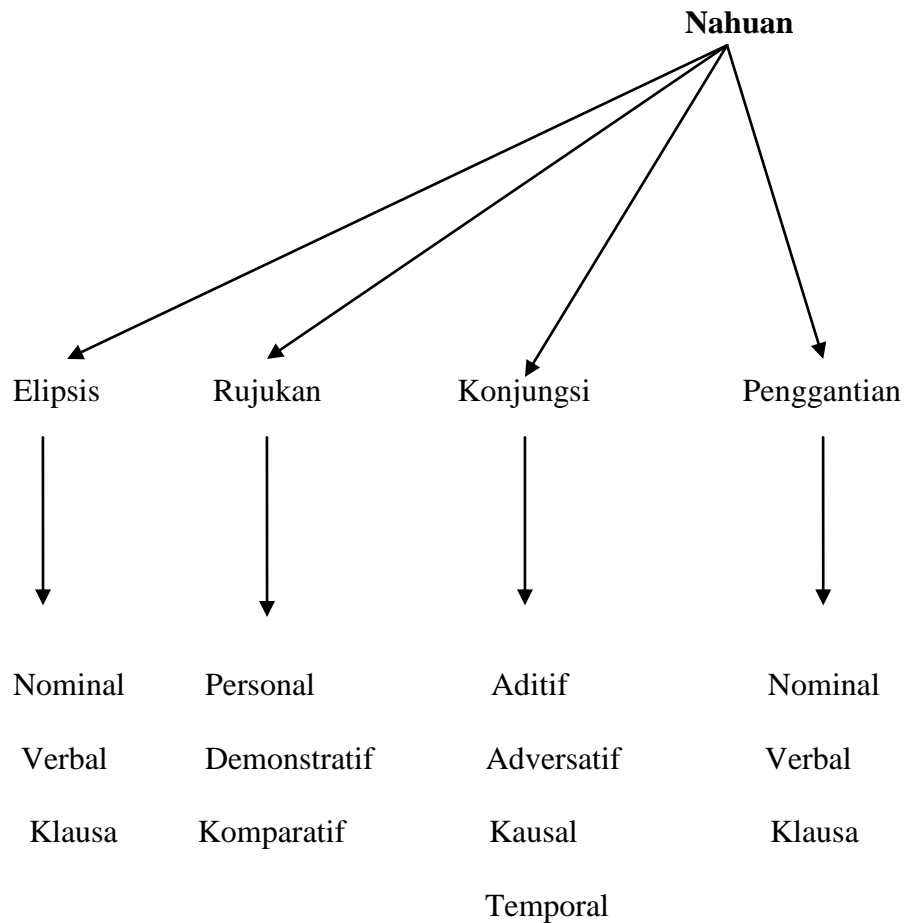 Nahuan
Elipsis Rujukan Konjungsi Penggantian
Nominal Personal Aditif Nominal
Verbal Demonstratif Adversatif Verbal
Klausa Komparatif Kausal Klausa
Temporal